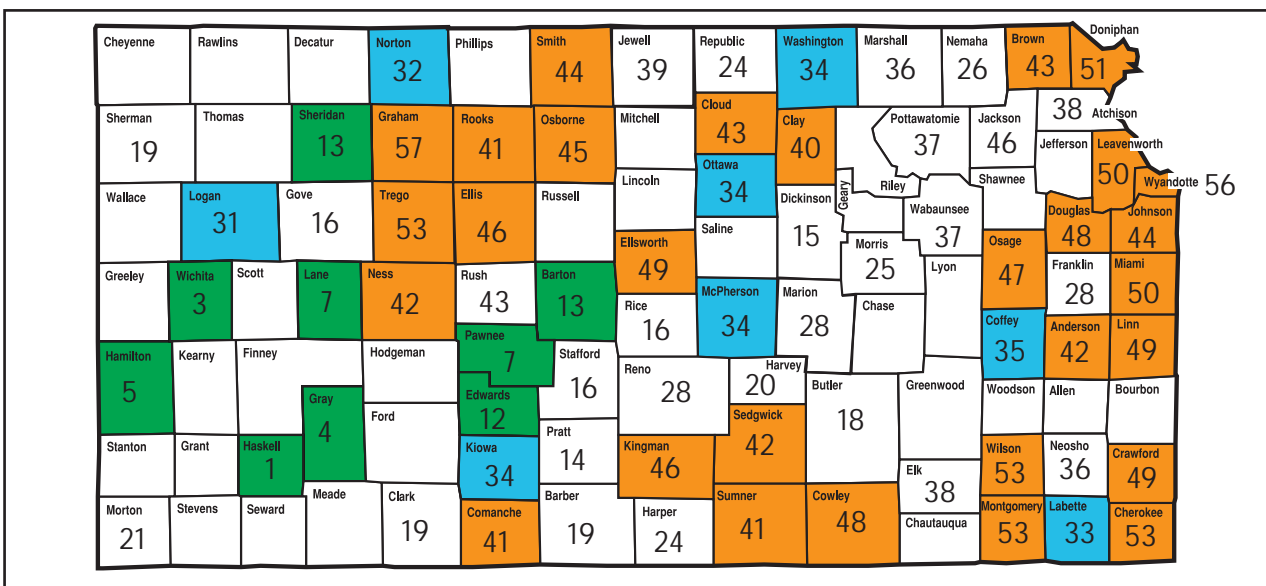 Cheyenne
Rawlins
Decatur
Norton
32
Phillips
Smith
44
Jewell
39
Republic
24
Washington
34
Marshall
36
Nemaha
26
Brown
43
Doniphan
51
Sherman
19
Thomas
Sheridan
13
Graham
57
Rooks
41
Osborne
45
Mitchell
Cloud
43
Clay
40
Pottawatomie
37
Jackson
46
38
Atchison
Jefferson
Leavenworth
50
Wyandotte 56
Wallace
Logan
31
Gove
16
Trego
53
Ellis
46
Russell
Lincoln
Ottawa
34
Saline
Dickinson
15
Geary
Riley
Shawnee
Wabaunsee
37
Douglas
48
Johnson
44
Greeley
Wichita
3
Scott
Lane
7
Ness
42
Rush
43
Barton
13
Ellsworth
49
Morris
25
Lyon
Osage
47
Franklin
28
Miami
50
Rice
16
McPherson
34
Marion
28
Chase
Coffey
35
Anderson
42
Linn
49
Hamilton
5
Kearny
Finney
Hodgeman
Pawnee
7
Stafford
16
Reno
28
Harvey
20
Butler
18
Greenwood
Woodson
Allen
Bourbon
Gray
4
Ford
Edwards
12
Stanton
Grant
Haskell
1
Kiowa
34
Pratt
14
Kingman
46
Sedgwick
42
Elk
38
Wilson
53
Neosho
36
Crawford
49
Morton
21
Stevens
Seward
Meade
Clark
19
Comanche
41
Barber
19
Harper
24
Sumner
41
Cowley
48
Chautauqua
Montgomery
53
Labette
33
Cherokee
53